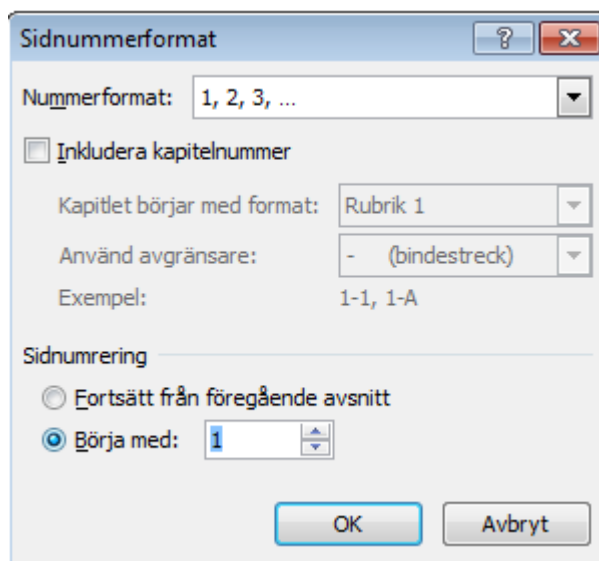 Sidnummerformat
Nummerformat: 1, 2, 3, ...
Inkludera kapitelnummer
Kapitlet börjar med format: Rubrik 1
Använd avgränsare: - (bindestreck)
Exempel: 1-1, 1-A
Sidnumrering
Fortsätt från föregående avsnitt
Börja med: 1
OK Avbryt